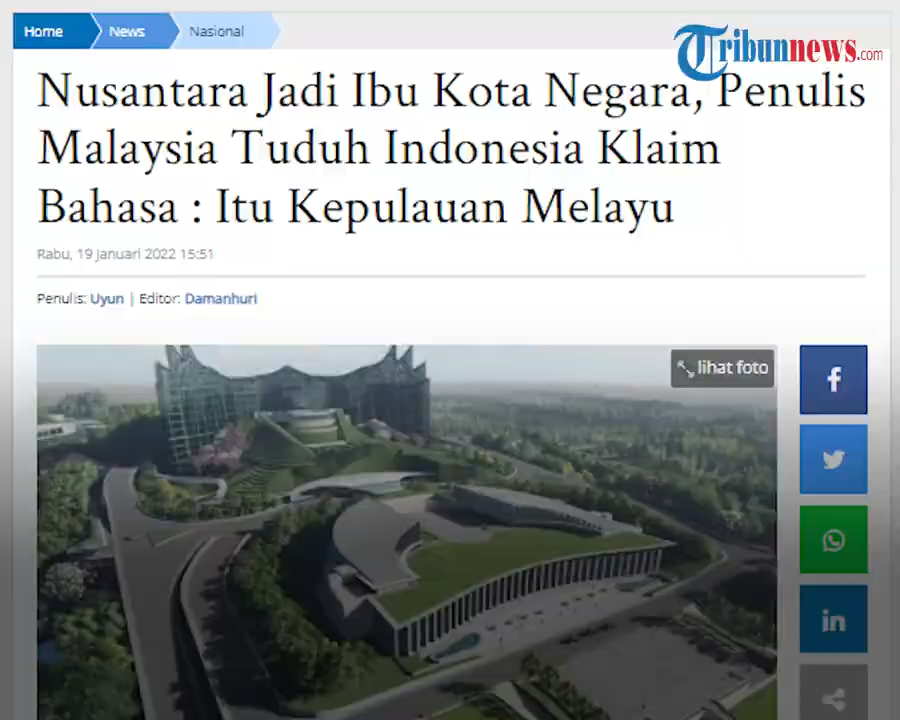 Home News Nasional
Tribunnews.com
Nusantara Jadi Ibu Kota Negara, Penulis
Malaysia Tuduh Indonesia Klaim
Bahasa : Itu Kepulauan Melayu
Rabu, 19 Januari 2022 15:51
Penulis: Uyun | Editor: Damanhuri
lihat foto